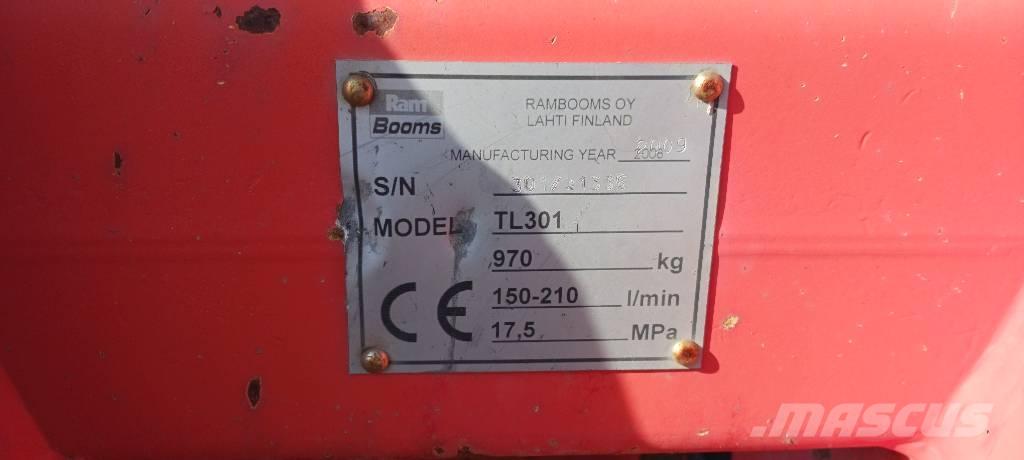 Ram
Booms
RAMBOOMS OY
LAHTI FINLAND
MANUFACTURING YEAR 2008 2009
S/N
MODEL TL301
970 kg
CE 150-210 l/min
17,5 MPa
MASCUS